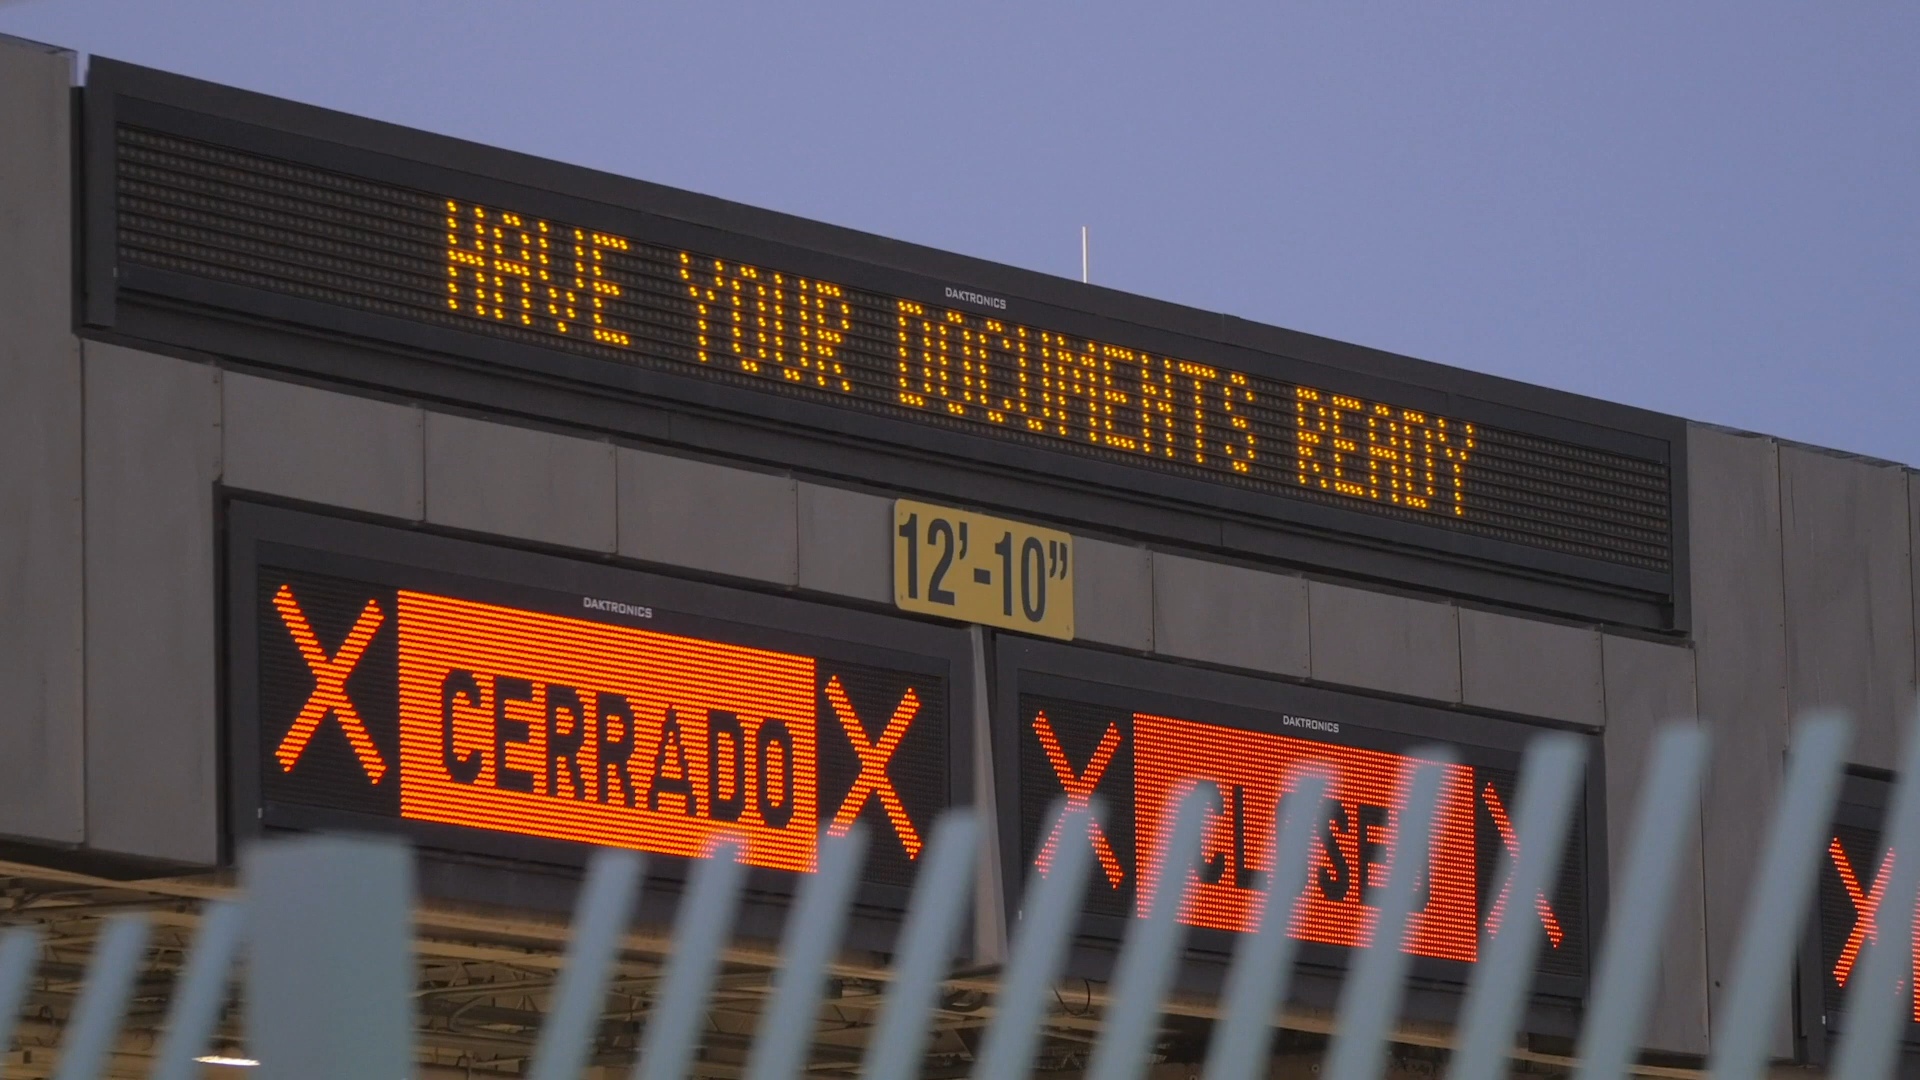 HAVE YOUR DOCUMENTS READY
DAKTRONICS
12'-10"
DAKTRONICS
X CERRADO X
DAKTRONICS
X CLOSED X
X